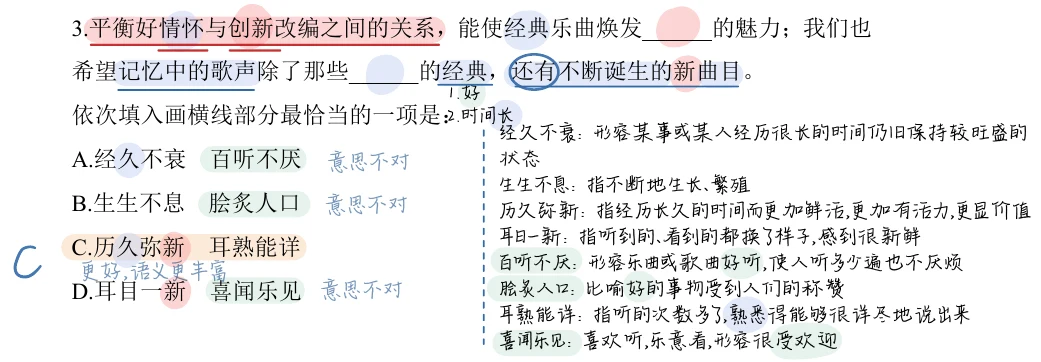 3.平衡好情怀与创新改编之间的关系，能使经典乐曲焕发______的魅力；我们也
希望记忆中的歌声除了那些______的经典，还有不断诞生的新曲目。
1.好
2.时间长
依次填入画横线部分最恰当的一项是：
A.经久不衰 百听不厌 意思不对
B.生生不息 脍炙人口 意思不对
C
C.历久弥新 耳熟能详
更好,语义更丰富
D.耳目一新 喜闻乐见 意思不对
经久不衰：形容某事或某人经历很长的时间仍旧保持较旺盛的
状态
生生不息：指不断地生长、繁殖
历久弥新：指经历长久的时间而更加鲜活,更加有活力,更显价值
耳目一新：指听到的、看到的都换了样子,感到很新鲜
百听不厌：形容乐曲或歌曲好听,使人听多少遍也不厌烦
脍炙人口：比喻好的事物受到人们的称赞
耳熟能详：指听的次数多了,熟悉得能够很详尽地说出来
喜闻乐见：喜欢听,乐意看,形容很受欢迎